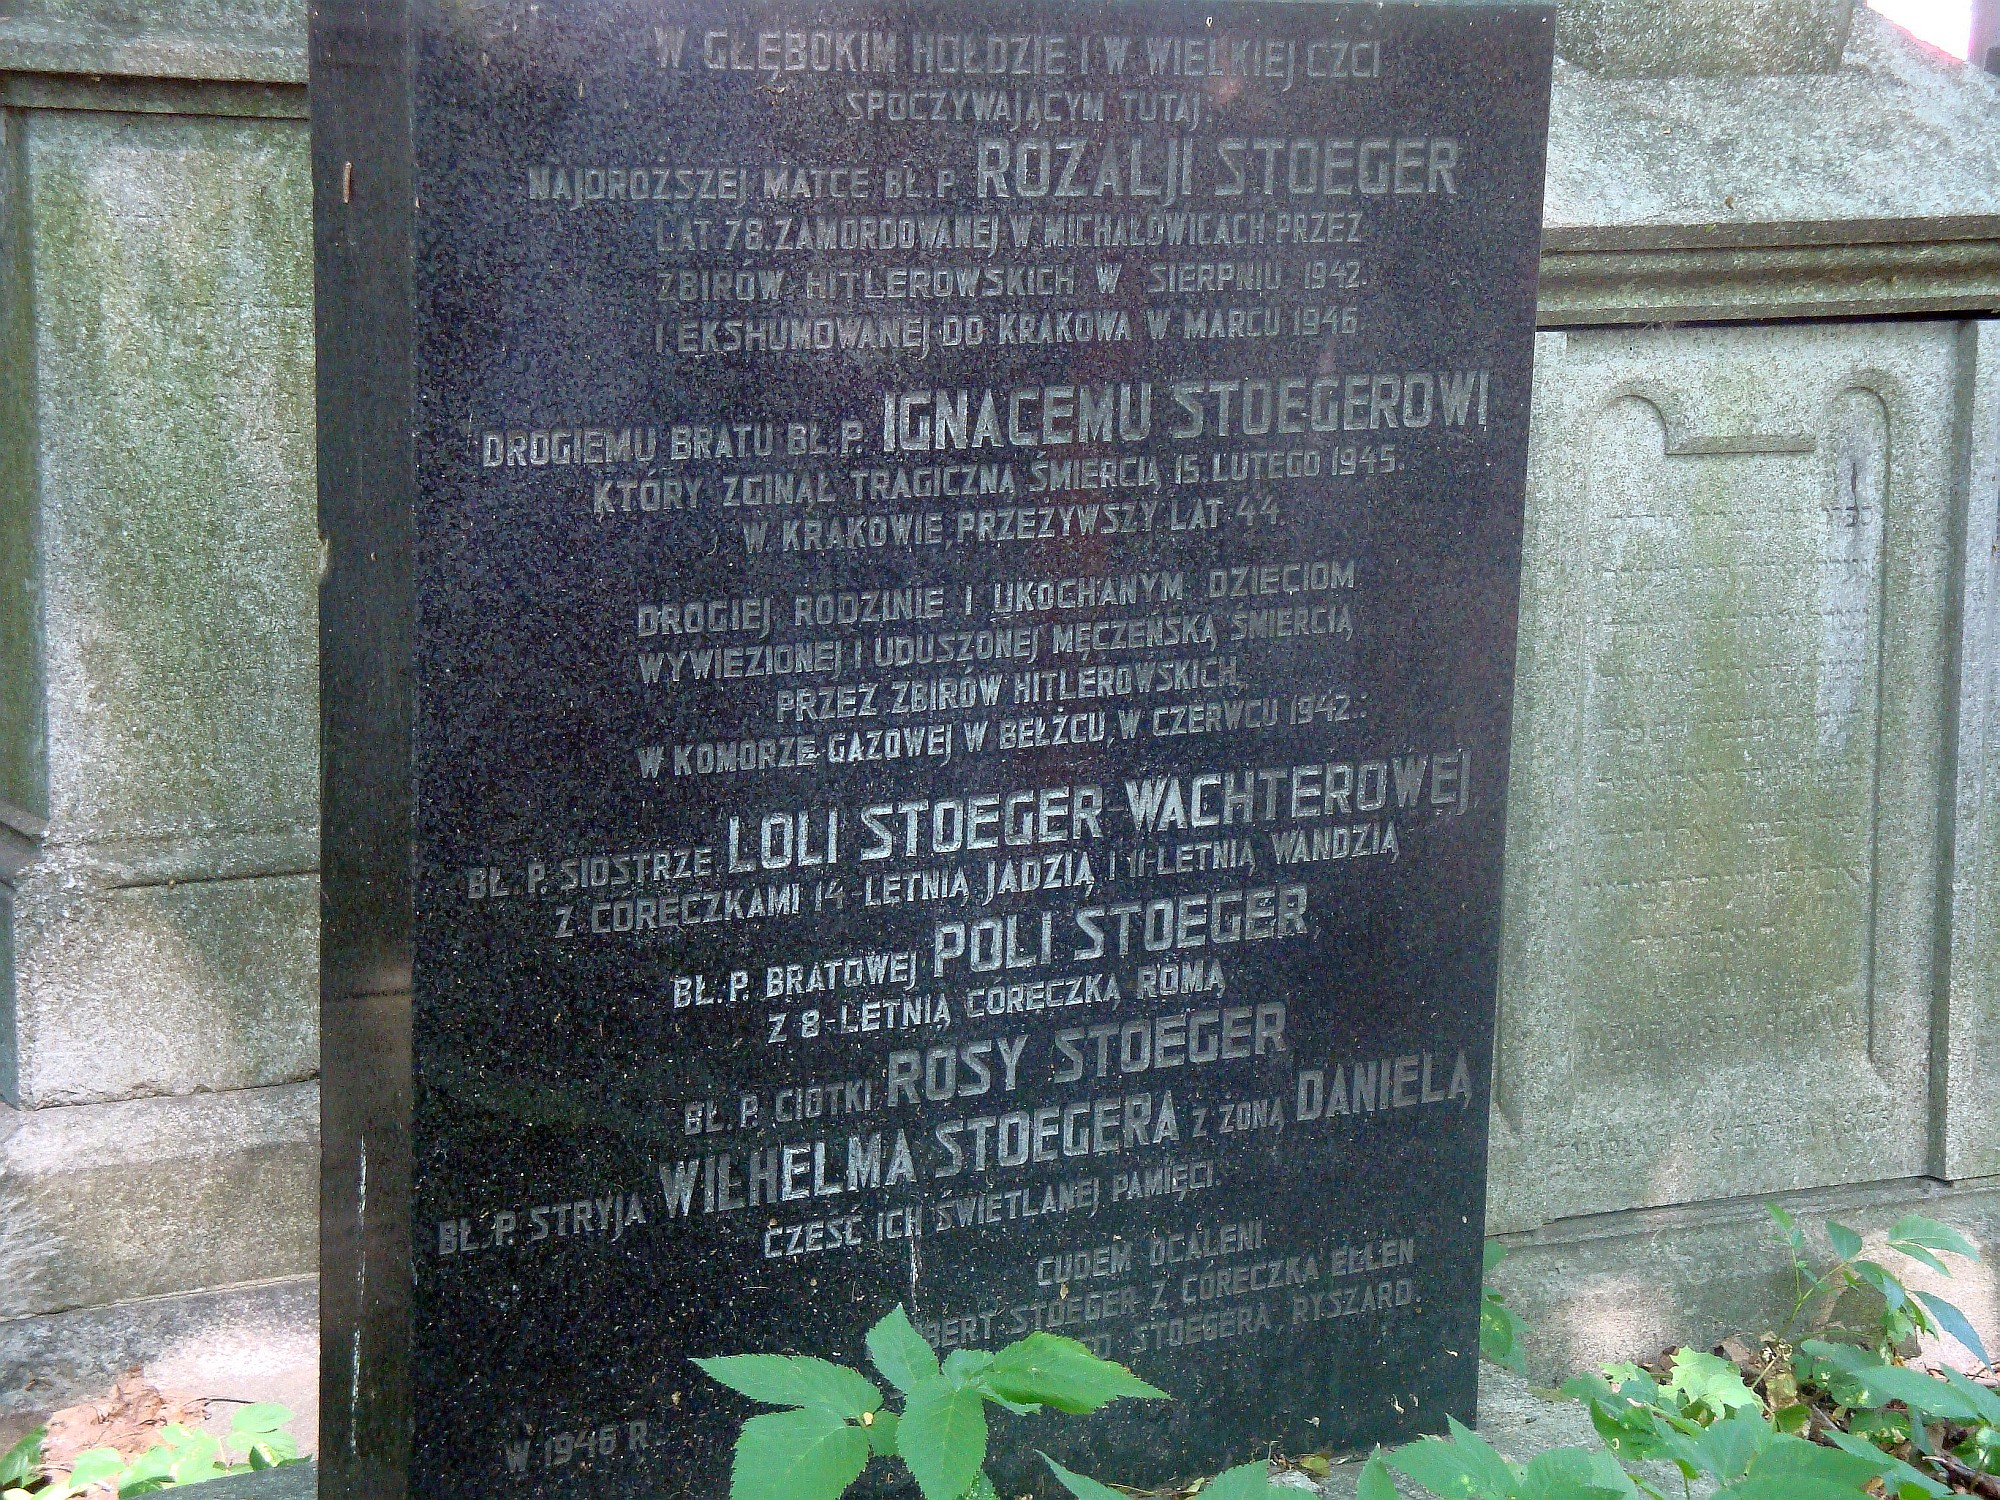 W GŁĘBOKIM HOŁDZIE I W WIELKIEJ CZCI
SPOCZYWAJĄCYM TUTAJ:
NAJDROŻSZEJ MATCE BŁ. P. ROZALJI STOEGER
LAT 78. ZAMORDOWANEJ W MICHAŁOWICACH PRZEZ
ZBIRÓW HITLEROWSKICH W SIERPNIU 1942.
I EKSHUMOWANEJ DO KRAKOWA W MARCU 1946.
DROGIEMU BRATU BŁ. P. IGNACEMU STOEGEROWI
KTÓRY ZGINĄŁ TRAGICZNĄ ŚMIERCIĄ 15. LUTEGO 1945.
W KRAKOWIE, PRZEŻYWSZY LAT 44.
DROGIEJ RODZINIE I UKOCHANYM DZIECIOM
WYWIEZIONEJ I UDUSZONEJ MĘCZEŃSKĄ ŚMIERCIĄ
PRZEZ ZBIRÓW HITLEROWSKICH,
W KOMORZE GAZOWEJ W BEŁŻCU, W CZERWCU 1942.:
BŁ. P. SIOSTRZE LOLI STOEGER-WACHTEROWEJ
Z CÓRECZKAMI 14-LETNIĄ JADZIĄ I 11-LETNIĄ WANDZIĄ
BŁ. P. BRATOWEJ POLI STOEGER
Z 8-LETNIĄ CÓRECZKĄ ROMĄ
BŁ. P. CIOTKI ROSY STOEGER
BŁ. P. STRYJA WILHELMA STOEGERA Z ŻONĄ DANIELĄ
CZEŚĆ ICH ŚWIETLANEJ PAMIĘCI.
CUDEM OCALENI
STOEGER Z CÓRECZKĄ ELLEN
STOEGERA, RYSZARD.
W 1946 R.